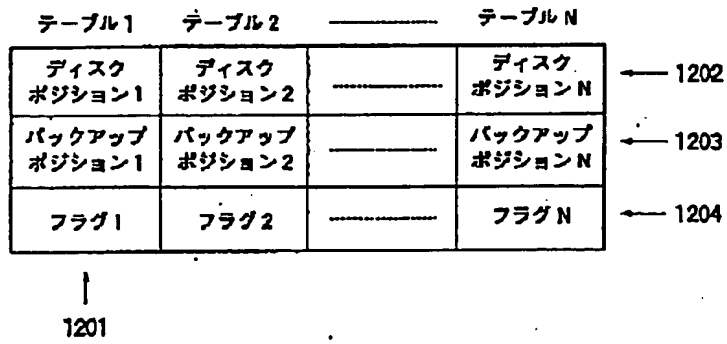 テーブル1 テーブル2 テーブルN
ディスク ディスク ディスク
ポジション1 ポジション2 ポジションN
1202
バックアップ バックアップ バックアップ
ポジション1 ポジション2 ポジションN
1203
フラグ1 フラグ2 フラグN
1204
1201